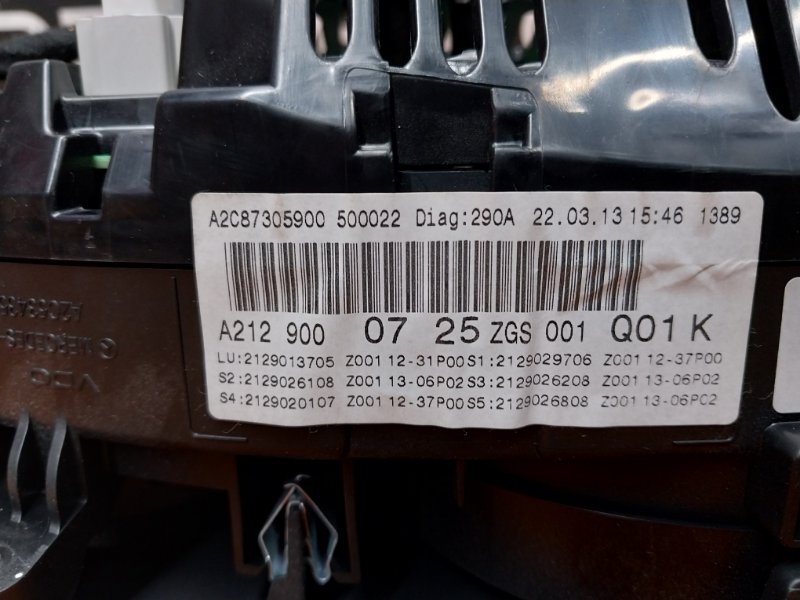 A2C87305900 500022 Diag:290A 22.03.13 15:46 1389
A212 900 07 25 ZGS 001 Q01 K
LU:2129013705 Z001 12-31P00 S1:2129029706 Z001 12-37P00
S2:2129026108 Z001 13-06P02 S3:2129026208 Z001 13-06P02
S4:2129020107 Z001 12-37P00 S5:2129026808 Z001 13-06P02
VDO